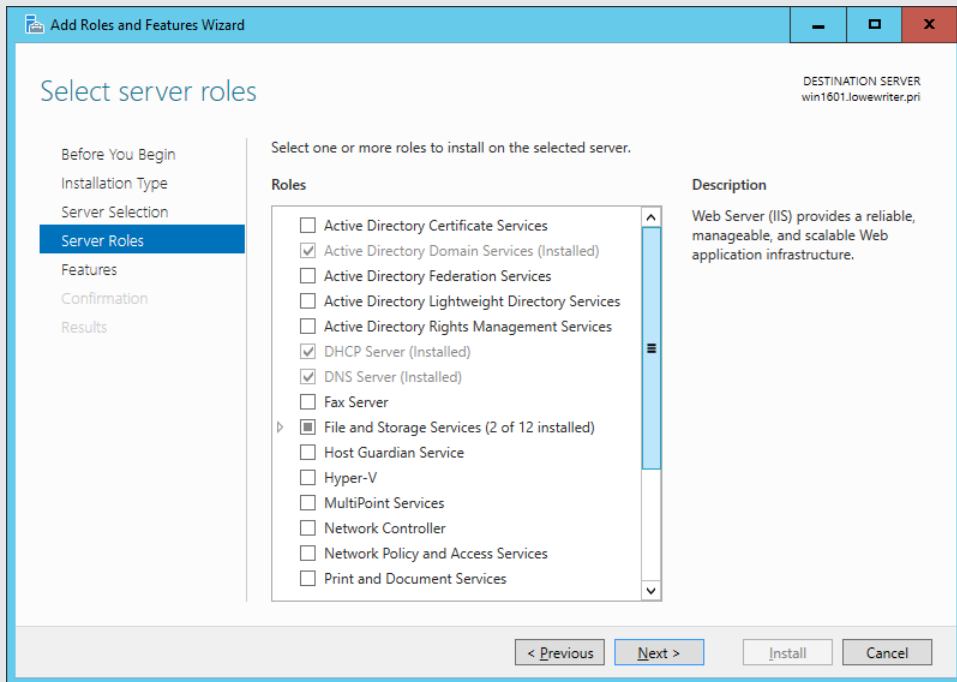 Add Roles and Features Wizard
Select server roles
DESTINATION SERVER
win1601.lowewriter.pri
Before You Begin
Installation Type
Server Selection
Server Roles
Features
Confirmation
Results
Select one or more roles to install on the selected server.
Roles
Active Directory Certificate Services
Active Directory Domain Services (Installed)
Active Directory Federation Services
Active Directory Lightweight Directory Services
Active Directory Rights Management Services
DHCP Server (Installed)
DNS Server (Installed)
Fax Server
File and Storage Services (2 of 12 installed)
Host Guardian Service
Hyper-V
MultiPoint Services
Network Controller
Network Policy and Access Services
Print and Document Services
Description
Web Server (IIS) provides a reliable,
manageable, and scalable Web
application infrastructure.
< Previous
Next >
Install
Cancel